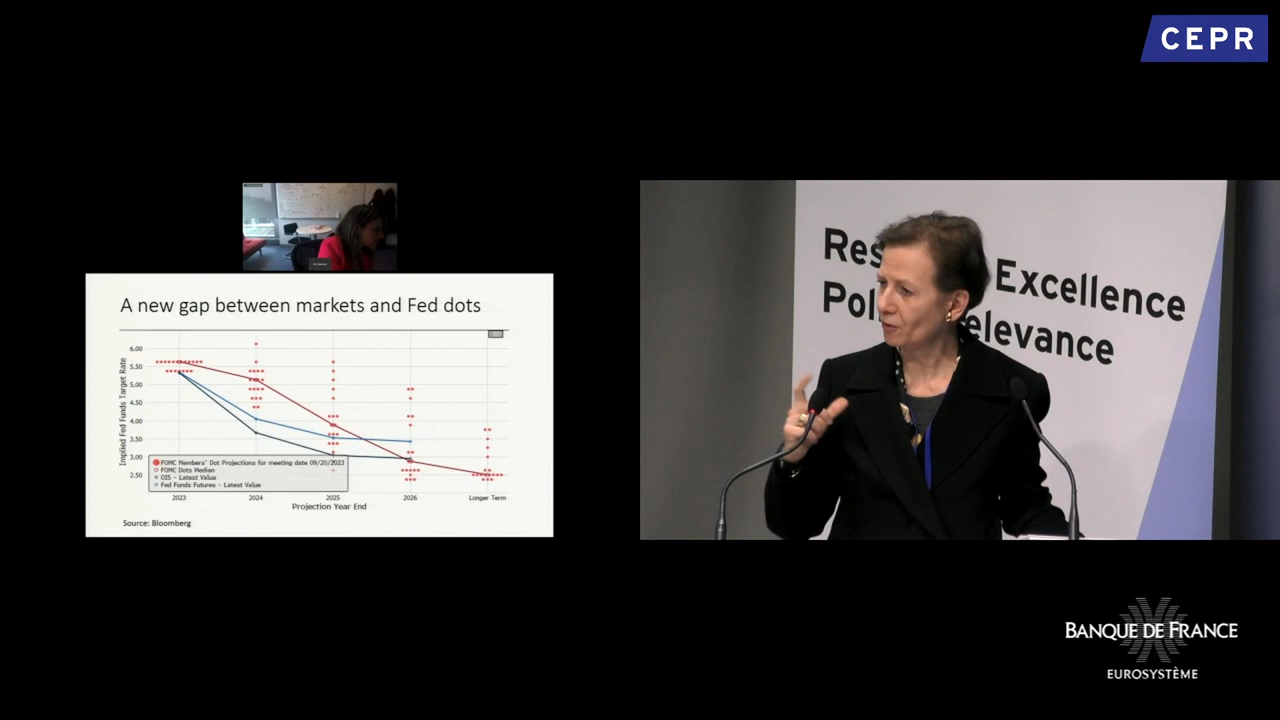 CEPR
A new gap between markets and Fed dots
6.00
5.50
5.00
4.50
4.00
3.50
3.00
2.50
Implied Fed Funds Target Rate
FOMC Members' Dot Projections for meeting date 09/20/2023
FOMC Dots Median
OIS - Latest Value
Fed Funds Futures - Latest Value
2023 2024 2025 2026 Longer Term
Projection Year End
Source: Bloomberg
Res Excellence
Pol elevance
BANQUE DE FRANCE
EUROSYSTÈME